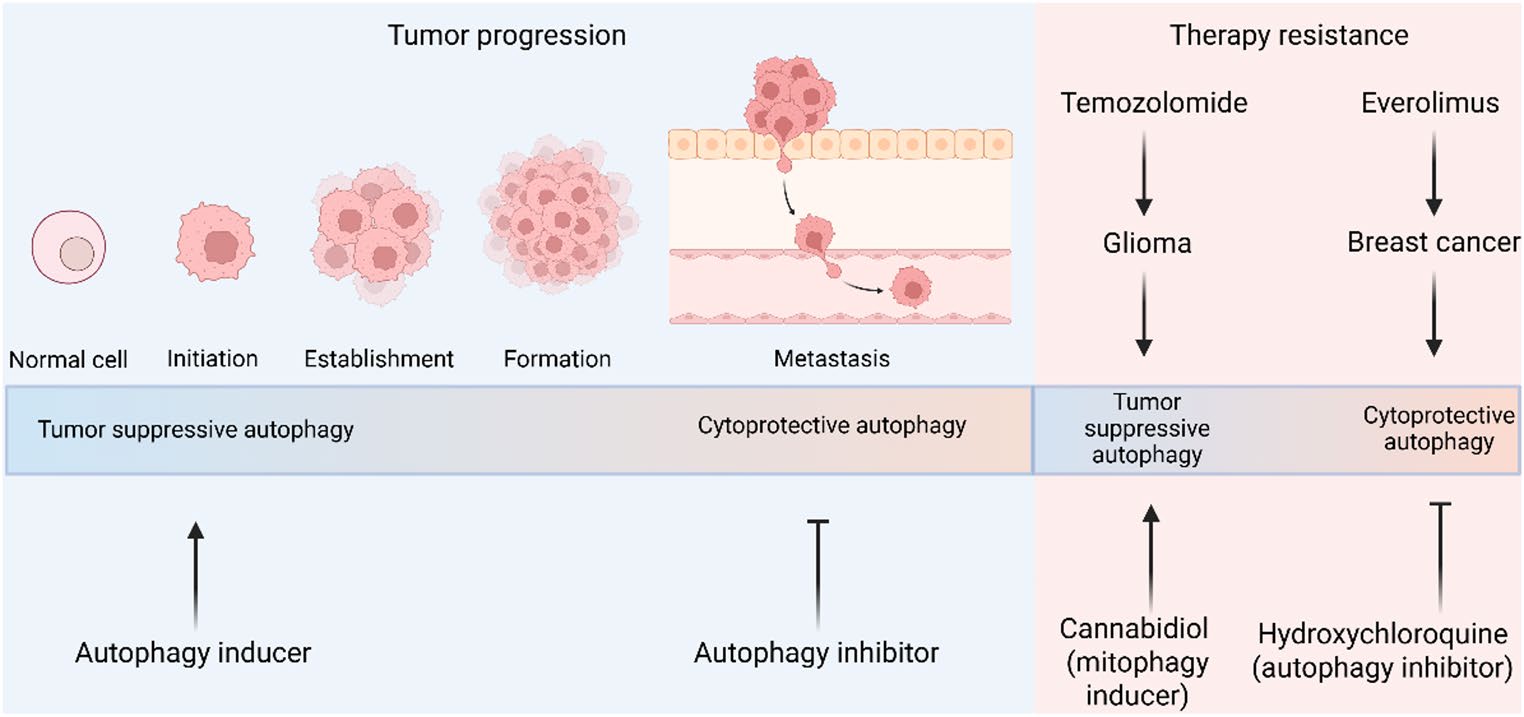 Tumor progression
Therapy resistance
Temozolomide
Everolimus
Glioma
Breast cancer
Normal cell
Initiation
Establishment
Formation
Metastasis
Tumor suppressive autophagy
Cytoprotective autophagy
Tumor
suppressive
autophagy
Cytoprotective
autophagy
Autophagy inducer
Autophagy inhibitor
Cannabidiol
(mitophagy
inducer)
Hydroxychloroquine
(autophagy inhibitor)